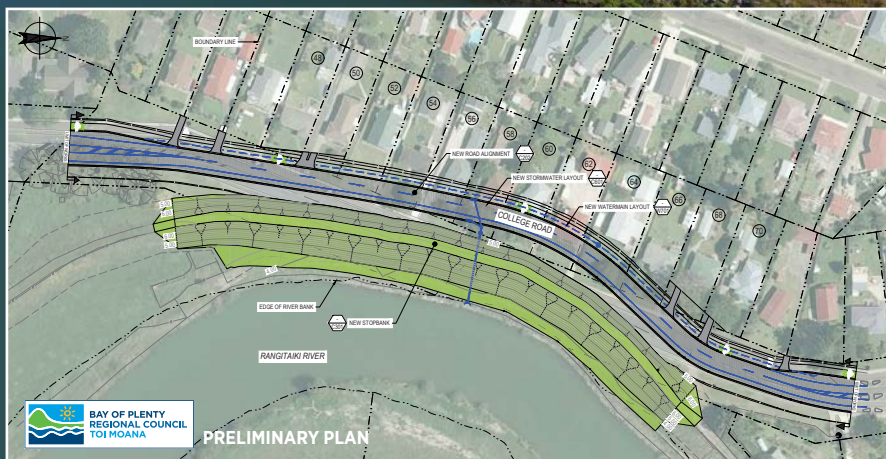 BOUNDARY LINE
48
50
52
54
56
58
60
62
64
66
68
70
NEW ROAD ALIGNMENT
NEW STORMWATER LAYOUT
NEW WATERMAIN LAYOUT
COLLEGE ROAD
EDGE OF RIVER BANK
NEW STOPBANK
RANGITAIKI RIVER
BAY OF PLENTY
REGIONAL COUNCIL
TOI MOANA
PRELIMINARY PLAN